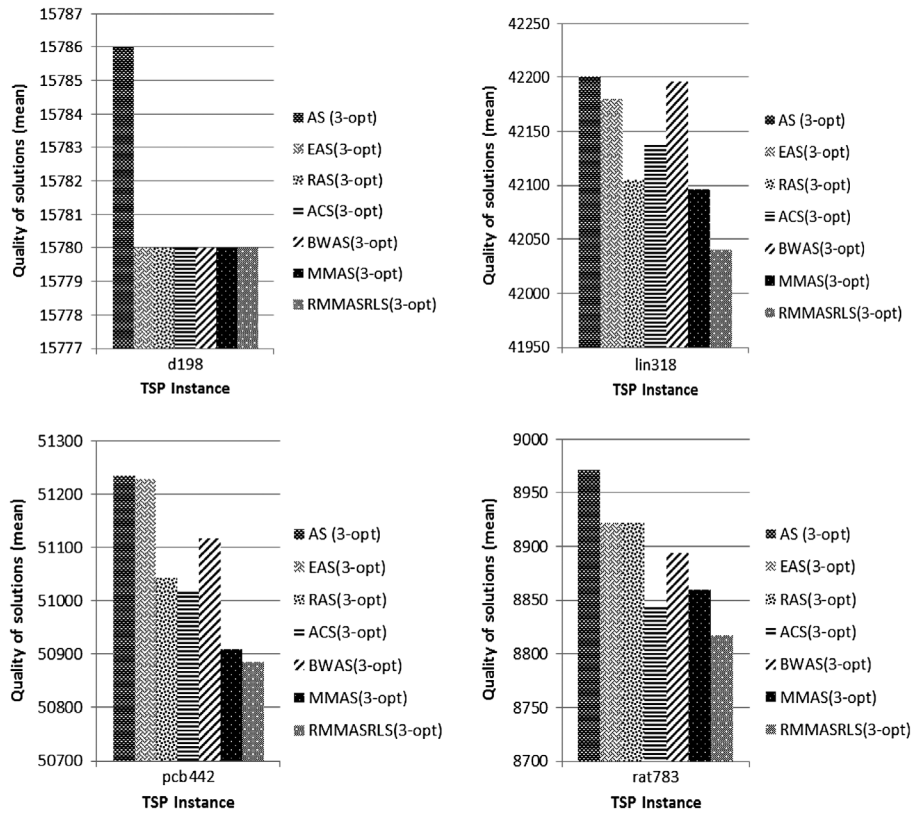 Quality of solutions (mean)
15787
15786
15785
15784
15783
15782
15781
15780
15779
15778
15777
d198
TSP Instance
AS (3-opt)
EAS(3-opt)
RAS(3-opt)
ACS(3-opt)
BWAS(3-opt)
MMAS(3-opt)
RMMASRLS(3-opt)
Quality of solutions (mean)
42250
42200
42150
42100
42050
42000
41950
lin318
TSP Instance
AS (3-opt)
EAS(3-opt)
RAS(3-opt)
ACS(3-opt)
BWAS(3-opt)
MMAS(3-opt)
RMMASRLS(3-opt)
Quality of solutions (mean)
51300
51200
51100
51000
50900
50800
50700
pcb442
TSP Instance
AS (3-opt)
EAS(3-opt)
RAS(3-opt)
ACS(3-opt)
BWAS(3-opt)
MMAS(3-opt)
RMMASRLS(3-opt)
Quality of solutions (mean)
9000
8950
8900
8850
8800
8750
8700
rat783
TSP Instance
AS (3-opt)
EAS(3-opt)
RAS(3-opt)
ACS(3-opt)
BWAS(3-opt)
MMAS(3-opt)
RMMASRLS(3-opt)